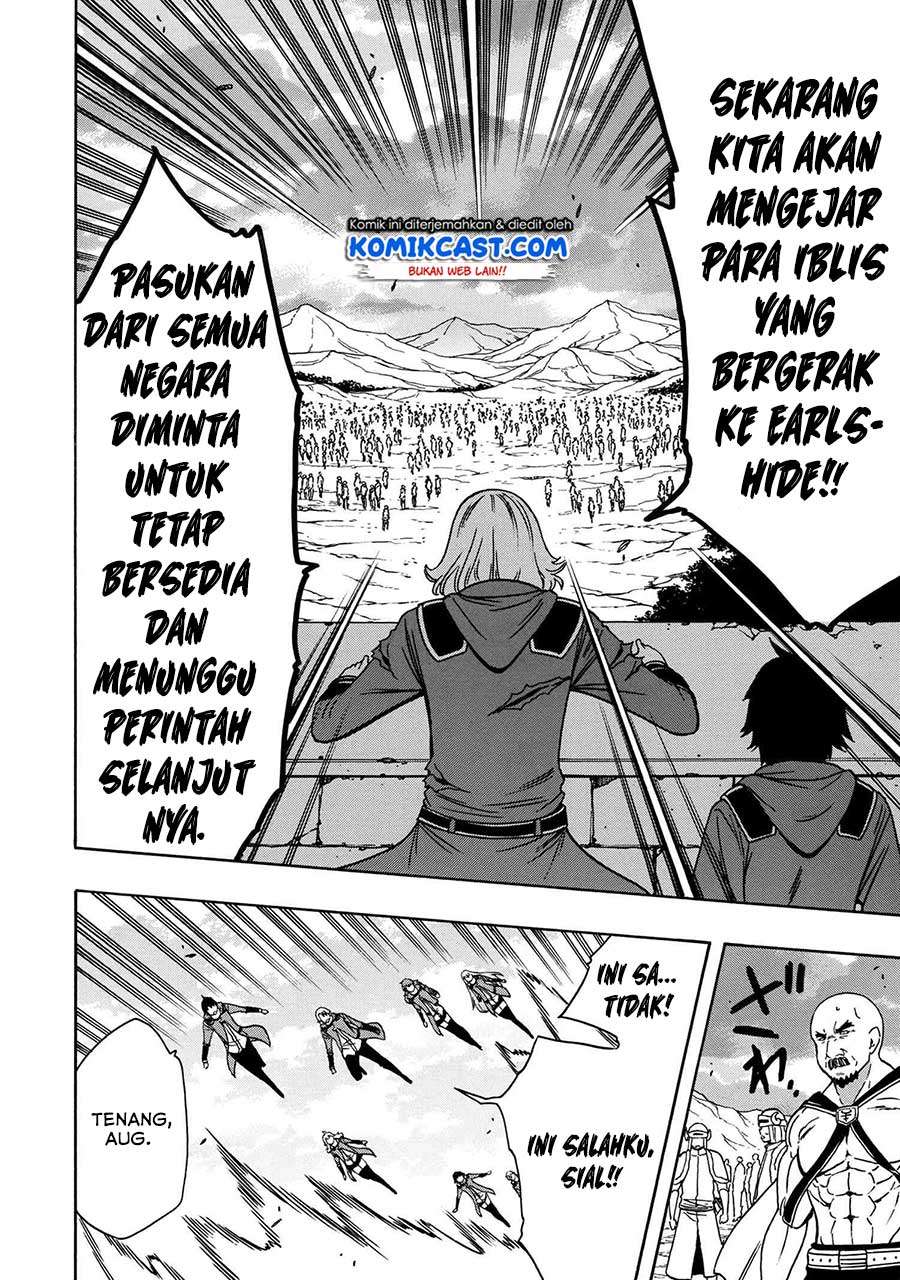 SEKARANG
KITA AKAN
MENGEJAR
PARA IBLIS
YANG
BERGERAK
KE EARLS-
HIDE!!
Komik ini diterjemahkan & diedit oleh
KOMIKCAST.COM
BUKAN WEB LAIN!!
PASUKAN
DARI SEMUA
NEGARA
DIMINTA
UNTUK
TETAP
BERSEDIA
DAN
MENUNGGU
PERINTAH
SELANJUT
NYA.
INI SA...
TIDAK!
INI SALAHKU,
SIAL!!
TENANG,
AUG.